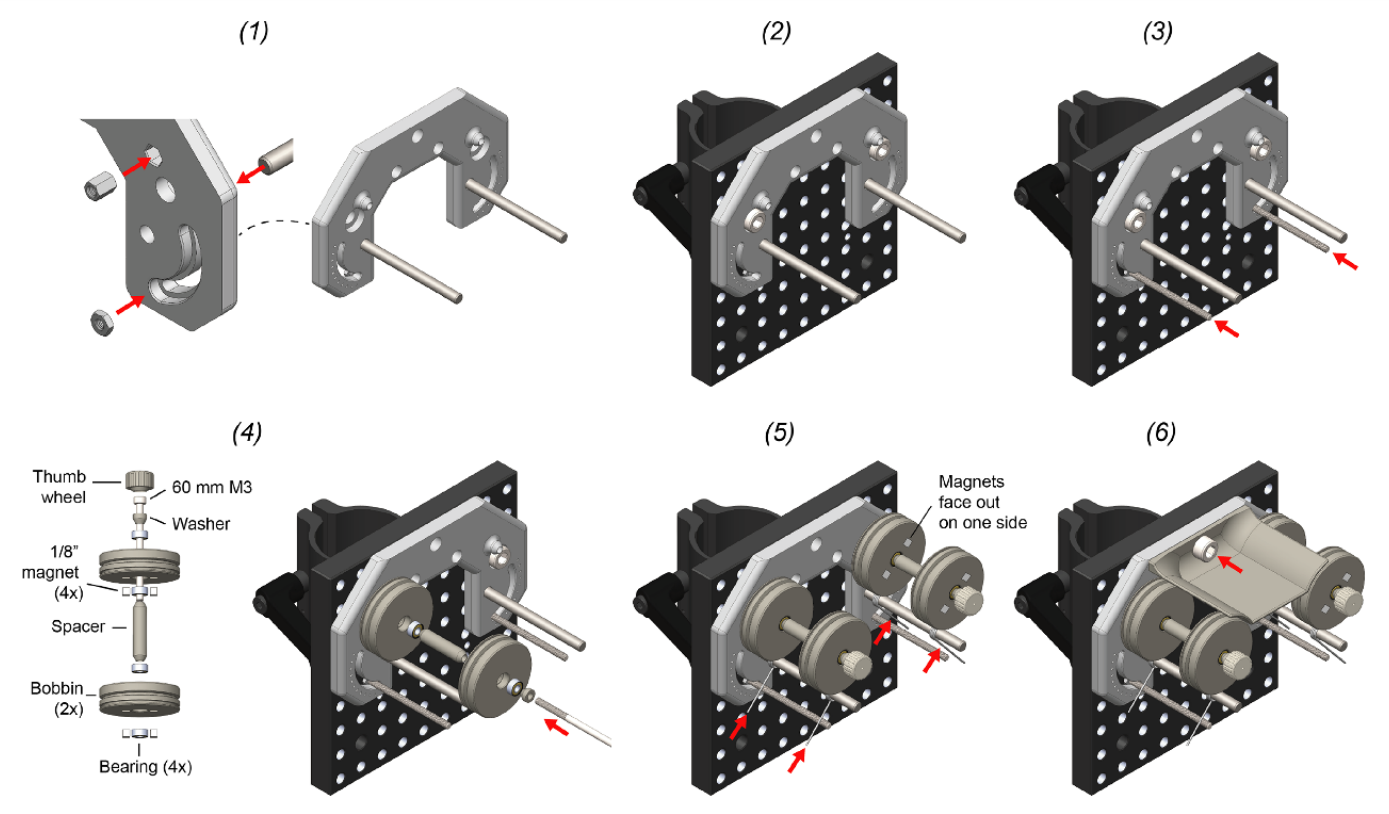 (1)
(2)
(3)
(4)
Thumb
wheel
60 mm M3
Washer
1/8”
magnet
(4x)
Spacer
Bobbin
(2x)
Bearing (4x)
(5)
Magnets
face out
on one side
(6)